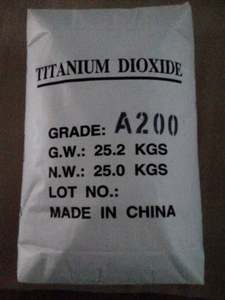 TITANIUM DIOXIDE
GRADE: A200
G.W.: 25.2 KGS
N.W.: 25.0 KGS
LOT NO.:
MADE IN CHINA